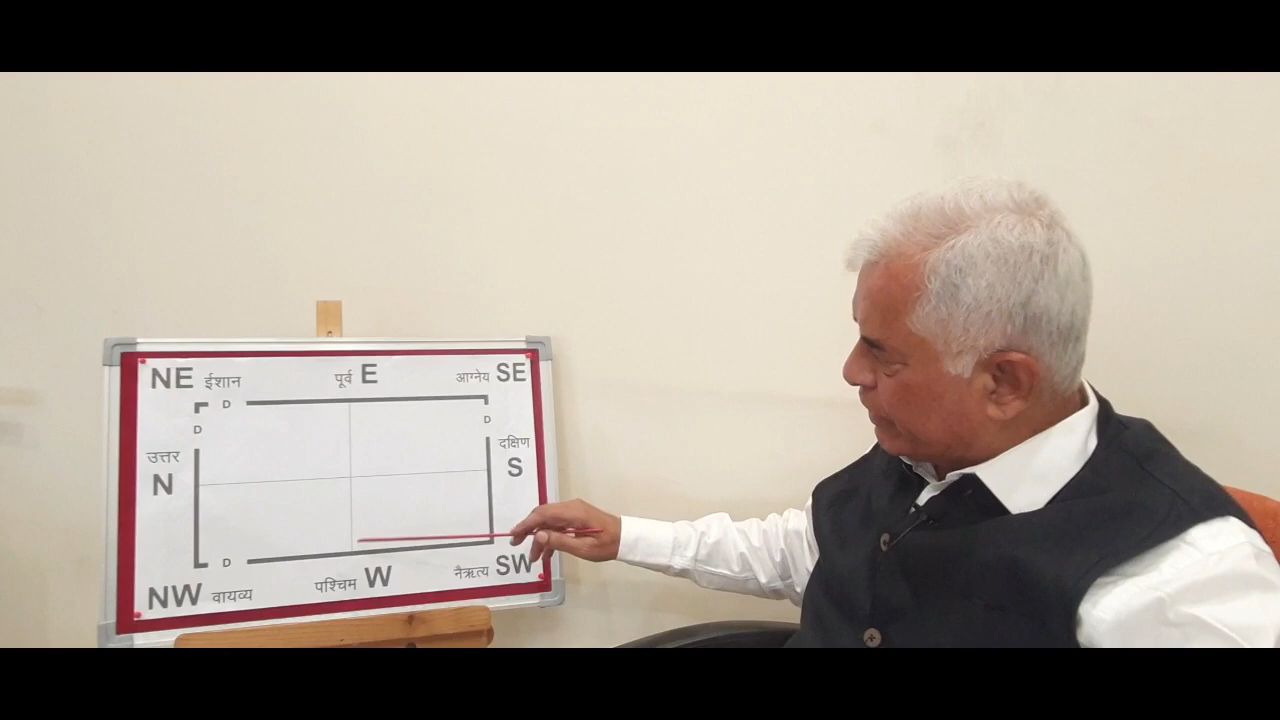 NE ईशान पूर्व E आग्नेय SE
D
D D
उत्तर दक्षिण
N S
D
NW वायव्य पश्चिम W नैऋत्य SW